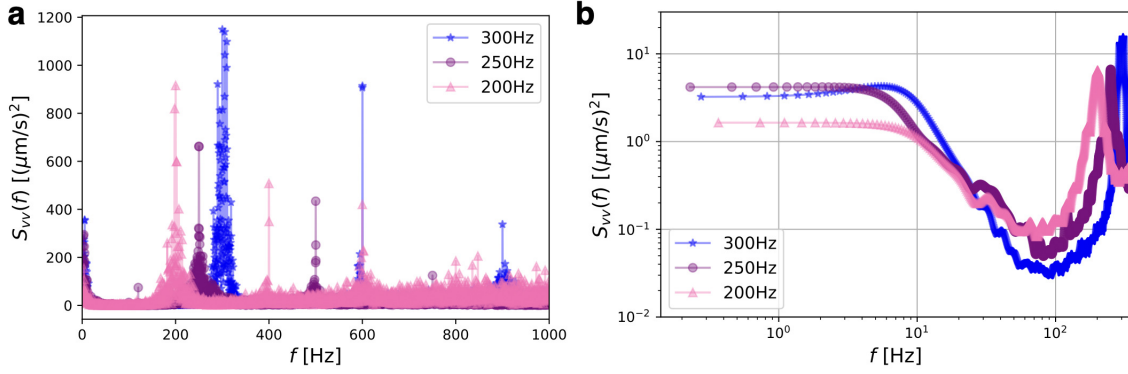 a
1200
1000
800
600
400
200
0
0 200 400 600 800 1000
f [Hz]
S_vv(f) [(μm/s)²]
300Hz
250Hz
200Hz
b
10¹
10⁰
10⁻¹
10⁻²
10⁰ 10¹ 10²
f [Hz]
S_vv(f) [(μm/s)²]
300Hz
250Hz
200Hz